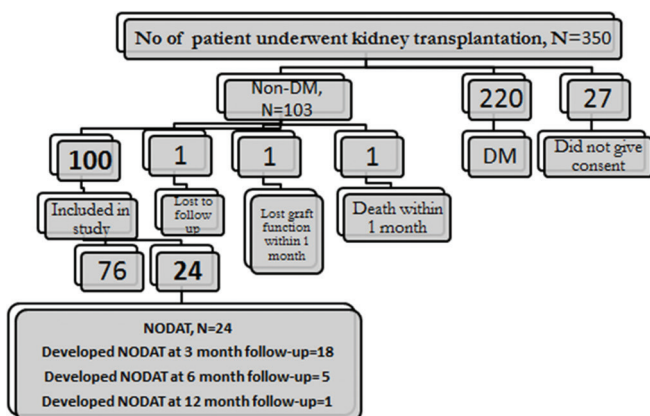 No of patient underwent kidney transplantation, N=350
Non-DM,
N=103
220
27
DM
Did not give
consent
100
1
1
1
Included in
study
Lost to
follow
up
Lost graft
function within 1
month
Death within
1 month
76
24
NODAT, N=24
Developed NODAT at 3 month follow-up=18
Developed NODAT at 6 month follow-up= 5
Developed NODAT at 12 month follow-up=1